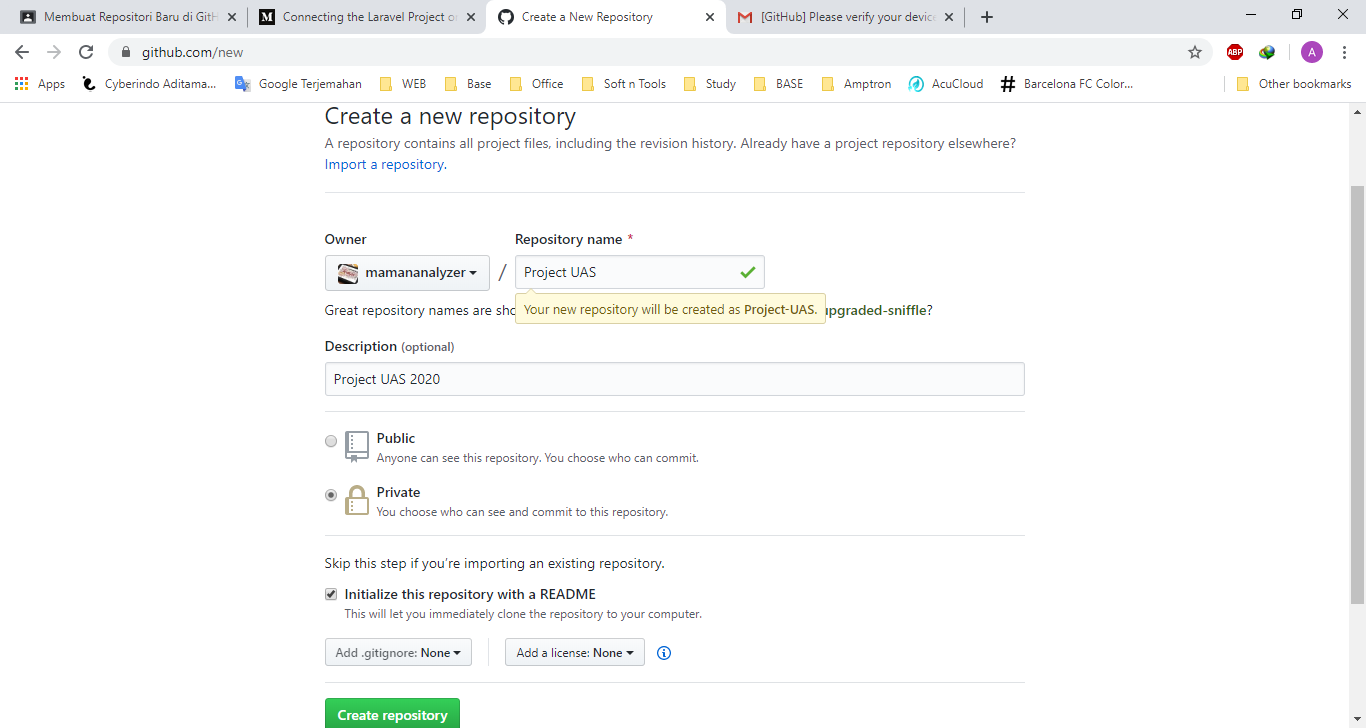 Membuat Repositori Baru di GitH
Connecting the Laravel Project o
Create a New Repository
[GitHub] Please verify your device
github.com/new
ABP
A
Apps
Cyberindo Aditama...
Google Terjemahan
WEB
Base
Office
Soft n Tools
Study
BASE
Amptron
AcuCloud
Barcelona FC Color...
Other bookmarks
Create a new repository
A repository contains all project files, including the revision history. Already have a project repository elsewhere?
Import a repository.
Owner
Repository name *
mamananalyzer
/
Project UAS
Great repository names are sho
Your new repository will be created as Project-UAS.
upgraded-sniffle?
Description (optional)
Project UAS 2020
Public
Anyone can see this repository. You choose who can commit.
Private
You choose who can see and commit to this repository.
Skip this step if you're importing an existing repository.
Initialize this repository with a README
This will let you immediately clone the repository to your computer.
Add .gitignore: None
Add a license: None
Create repository